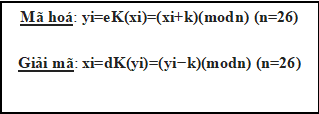 Mã hoá: yi=eK(xi)=(xi+k)(modn) (n=26)
Giải mã: xi=dK(yi)=(yi−k)(modn) (n=26)